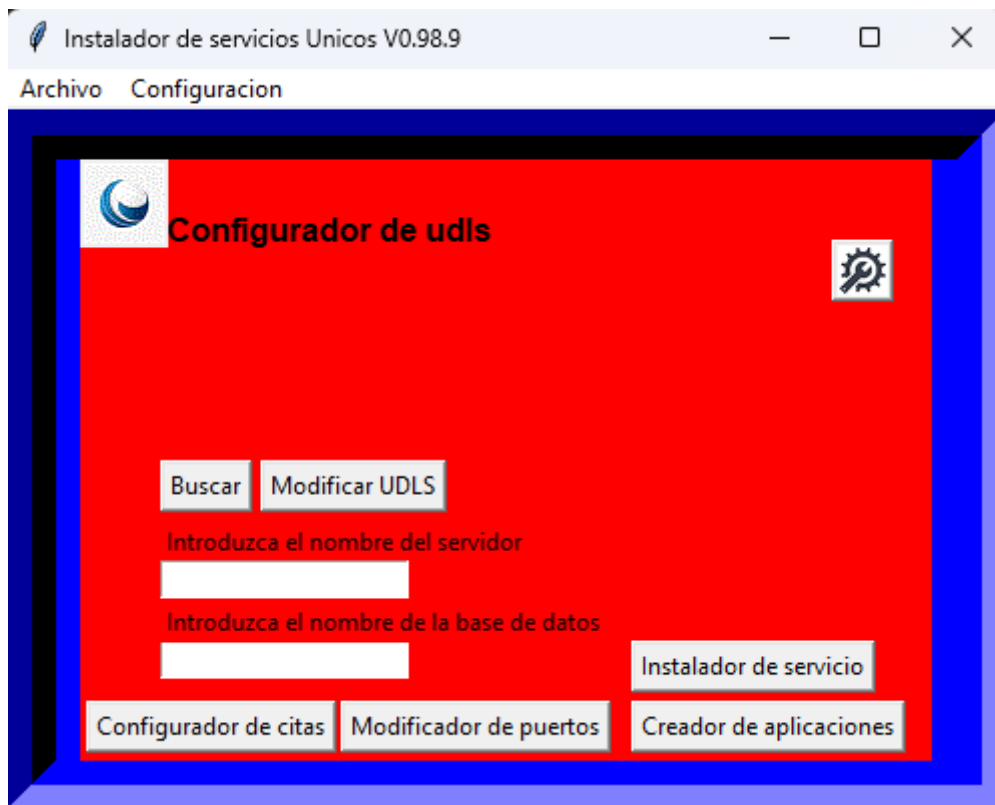 Instalador de servicios Unicos V0.98.9
Archivo Configuracion
Configurador de udls
Buscar Modificar UDLS
Introduzca el nombre del servidor
Introduzca el nombre de la base de datos
Instalador de servicio
Configurador de citas Modificador de puertos Creador de aplicaciones